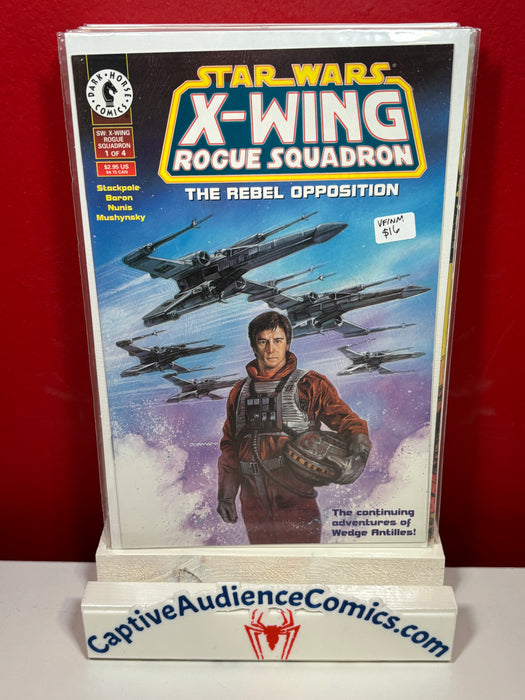 DARK HORSE
COMICS
STAR WARS®
X-WING
ROGUE SQUADRON
THE REBEL OPPOSITION
SW: X-WING
ROGUE
SQUADRON
1 OF 4
$2.95 US
$4.15 CAN
Stackpole
Baron
Nunis
Mushynsky
VF/NM
$16
DORMAN
The continuing
adventures of
Wedge Antilles!
CaptiveAudienceComics.com